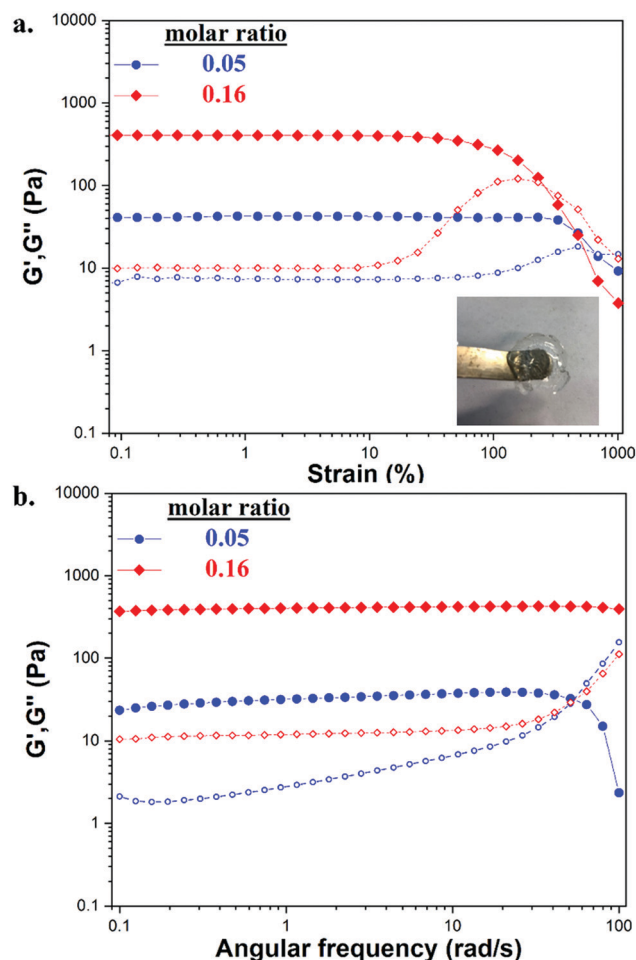 a.
10000
1000
100
10
1
0.1
G',G" (Pa)
molar ratio
0.05
0.16
0.1 1 10 100 1000
Strain (%)
b.
10000
1000
100
10
1
0.1
G',G" (Pa)
molar ratio
0.05
0.16
0.1 1 10 100
Angular frequency (rad/s)